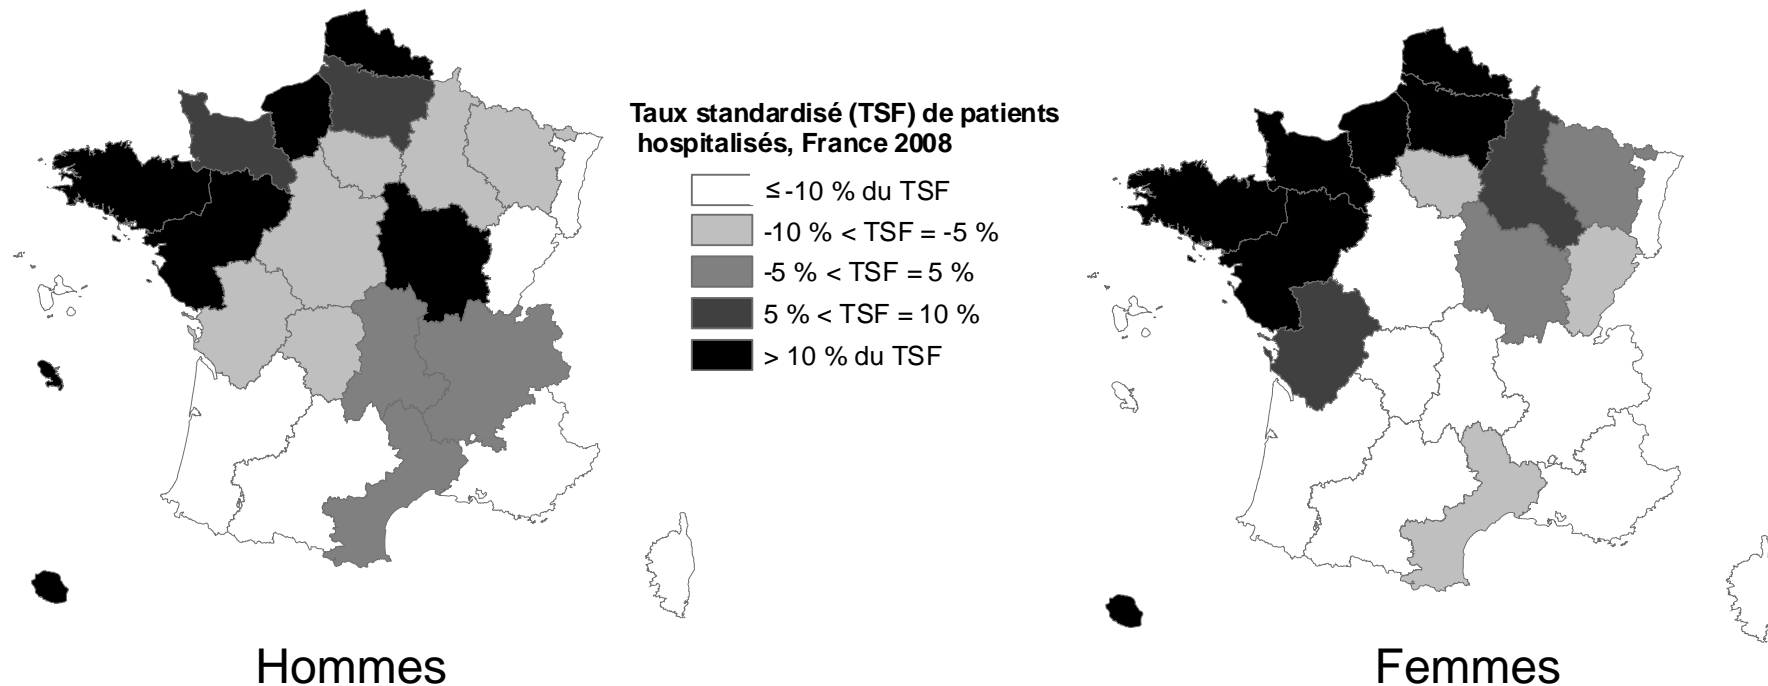 Taux standardisé (TSF) de patients
hospitalisés, France 2008
≤ -10 % du TSF
-10 % < TSF = -5 %
-5 % < TSF = 5 %
5 % < TSF = 10 %
> 10 % du TSF
Hommes
Femmes